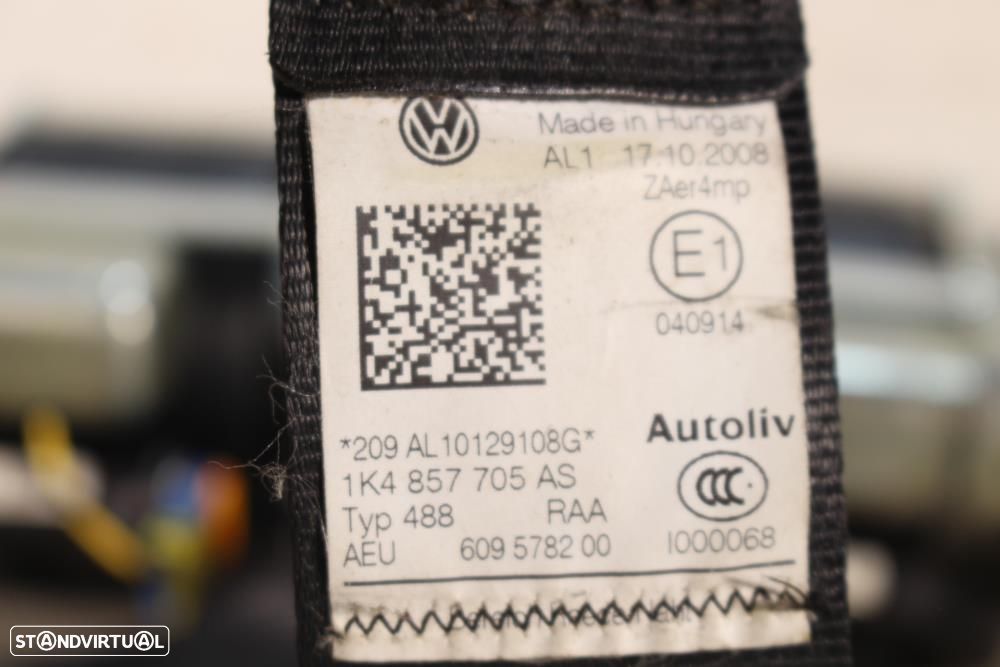 Made in Hungary
AL1 17.10.2008
ZAer4mp
E1
040914
*209 AL10129108G*
Autoliv
1K4 857 705 AS
CCC
Typ 488 RAA
AEU 609 5782 00
I000068
STANDVIRTUAL